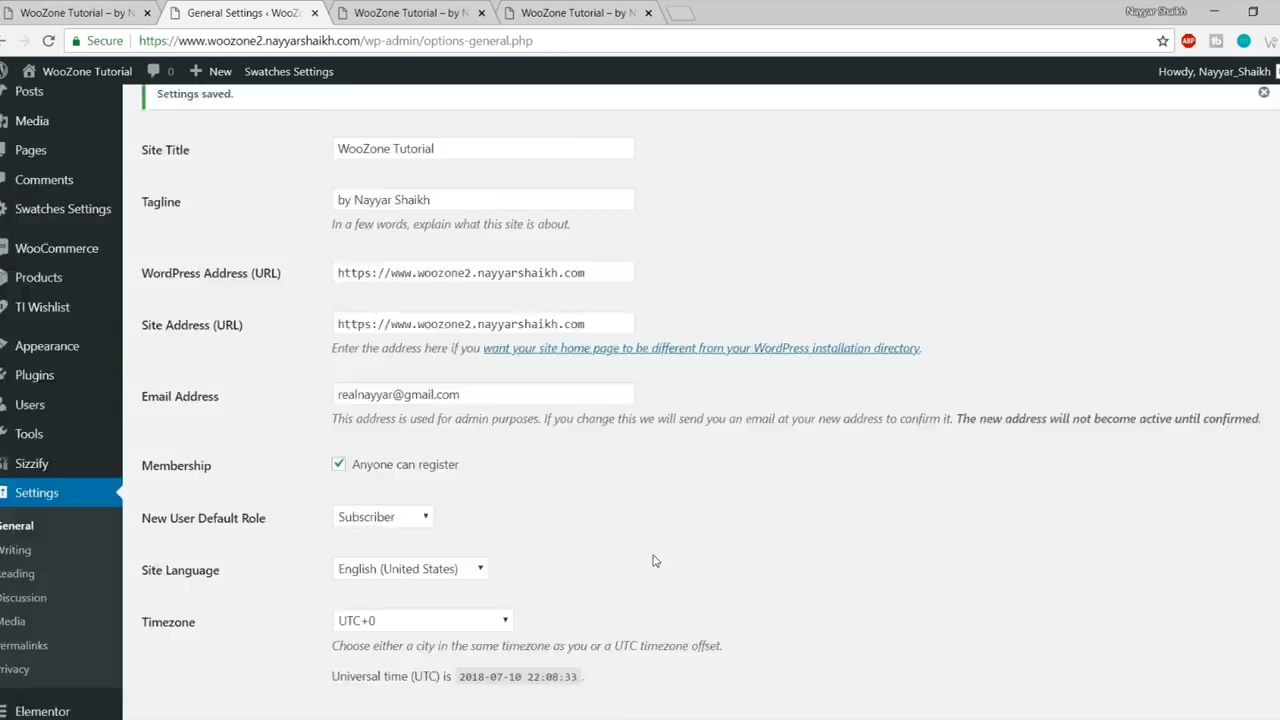 WooZone Tutorial – by N
General Settings ‹ WooZ
WooZone Tutorial – by N
WooZone Tutorial – by N
Nayyar Shaikh
Secure https://www.woozone2.nayyarshaikh.com/wp-admin/options-general.php
ABP
WooZone Tutorial 0 New Swatches Settings Howdy, Nayyar_Shaikh
Posts
Media
Pages
Comments
Swatches Settings
WooCommerce
Products
TI Wishlist
Appearance
Plugins
Users
Tools
Sizzify
Settings
General
Writing
Reading
Discussion
Media
Permalinks
Privacy
Elementor
Settings saved.
Site Title WooZone Tutorial
Tagline by Nayyar Shaikh
In a few words, explain what this site is about.
WordPress Address (URL) https://www.woozone2.nayyarshaikh.com
Site Address (URL) https://www.woozone2.nayyarshaikh.com
Enter the address here if you want your site home page to be different from your WordPress installation directory.
Email Address realnayyar@gmail.com
This address is used for admin purposes. If you change this we will send you an email at your new address to confirm it. The new address will not become active until confirmed.
Membership Anyone can register
New User Default Role Subscriber
Site Language English (United States)
Timezone UTC+0
Choose either a city in the same timezone as you or a UTC timezone offset.
Universal time (UTC) is 2018-07-10 22:08:33 .